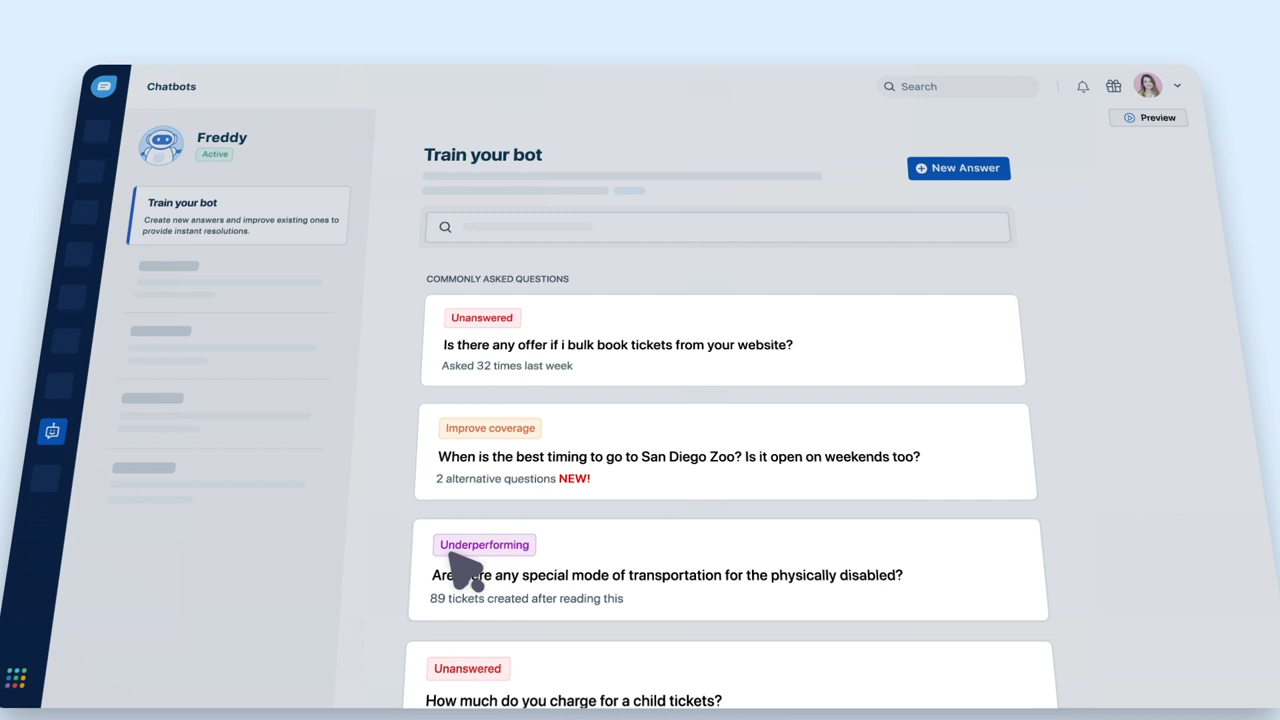 Chatbots
Search
Preview
Freddy
Active
Train your bot
Create new answers and improve existing ones to
provide instant resolutions.
Train your bot
New Answer
COMMONLY ASKED QUESTIONS
Unanswered
Is there any offer if i bulk book tickets from your website?
Asked 32 times last week
Improve coverage
When is the best timing to go to San Diego Zoo? Is it open on weekends too?
2 alternative questions NEW!
Underperforming
any special mode of transportation for the physically disabled?
89 tickets created after reading this
Unanswered
How much do you charge for a child tickets?